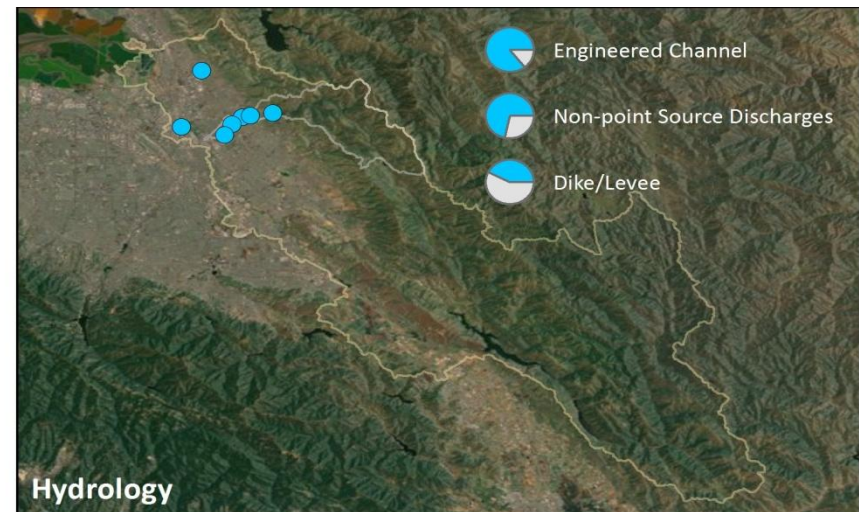 Engineered Channel
Non-point Source Discharges
Dike/Levee
Hydrology